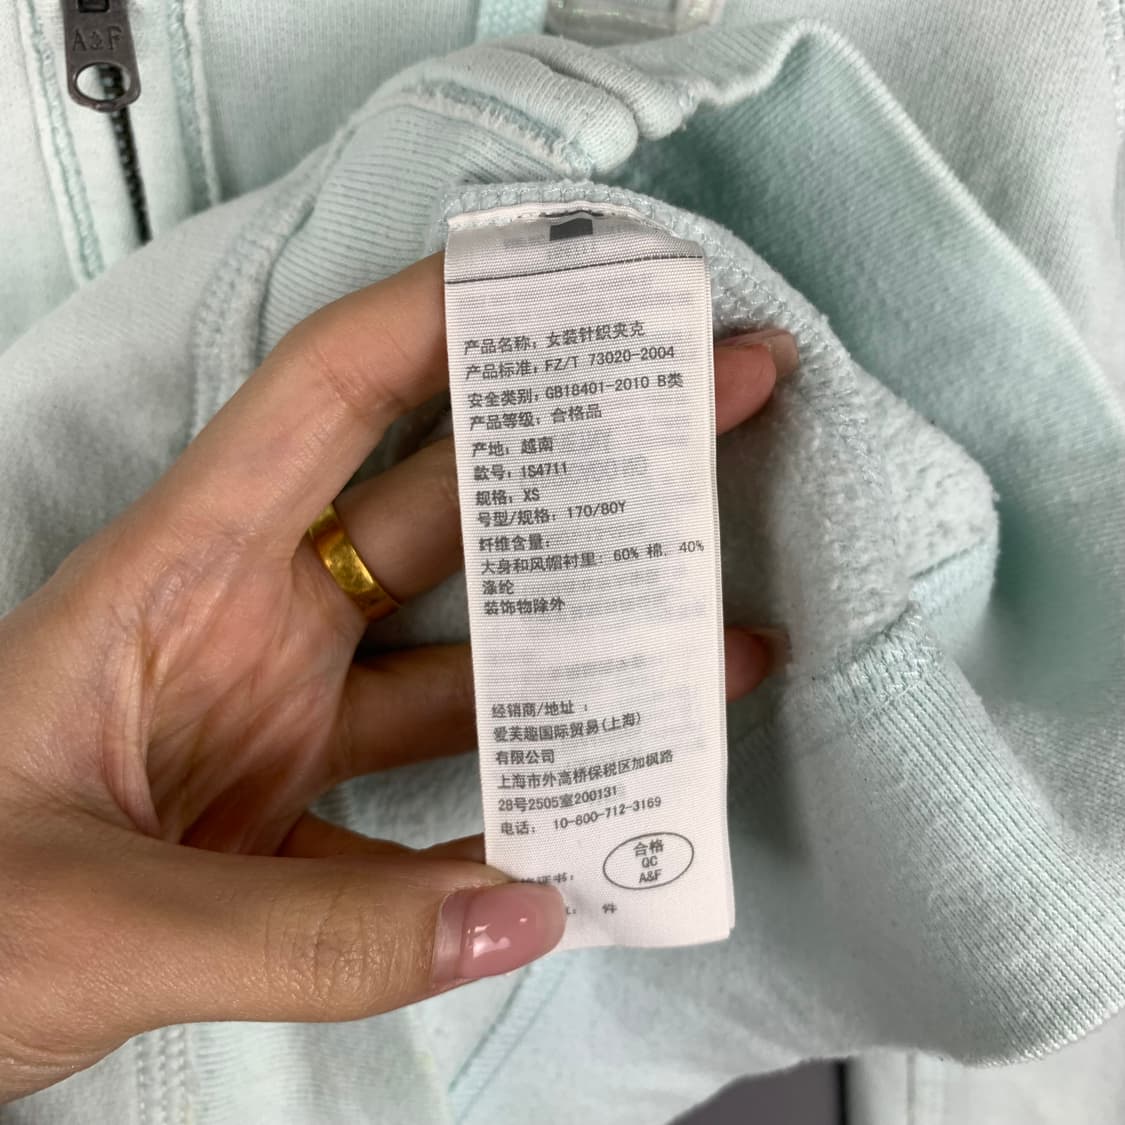 A&F
产品名称：女装针织夹克
产品标准：FZ/T 73020-2004
安全类别：GB18401-2010 B类
产品等级：合格品
产地：越南
款号：1S4711
规格：XS
号型/规格：170/80Y
纤维含量：
大身和风帽衬里：60% 棉，40%
涤纶
装饰物除外
经销商/地址：
爱芙趣国际贸易(上海)
有限公司
上海市外高桥保税区加枫路
28号2505室200131
电话： 10-800-712-3169
合格
QC
A&F
证书：
件